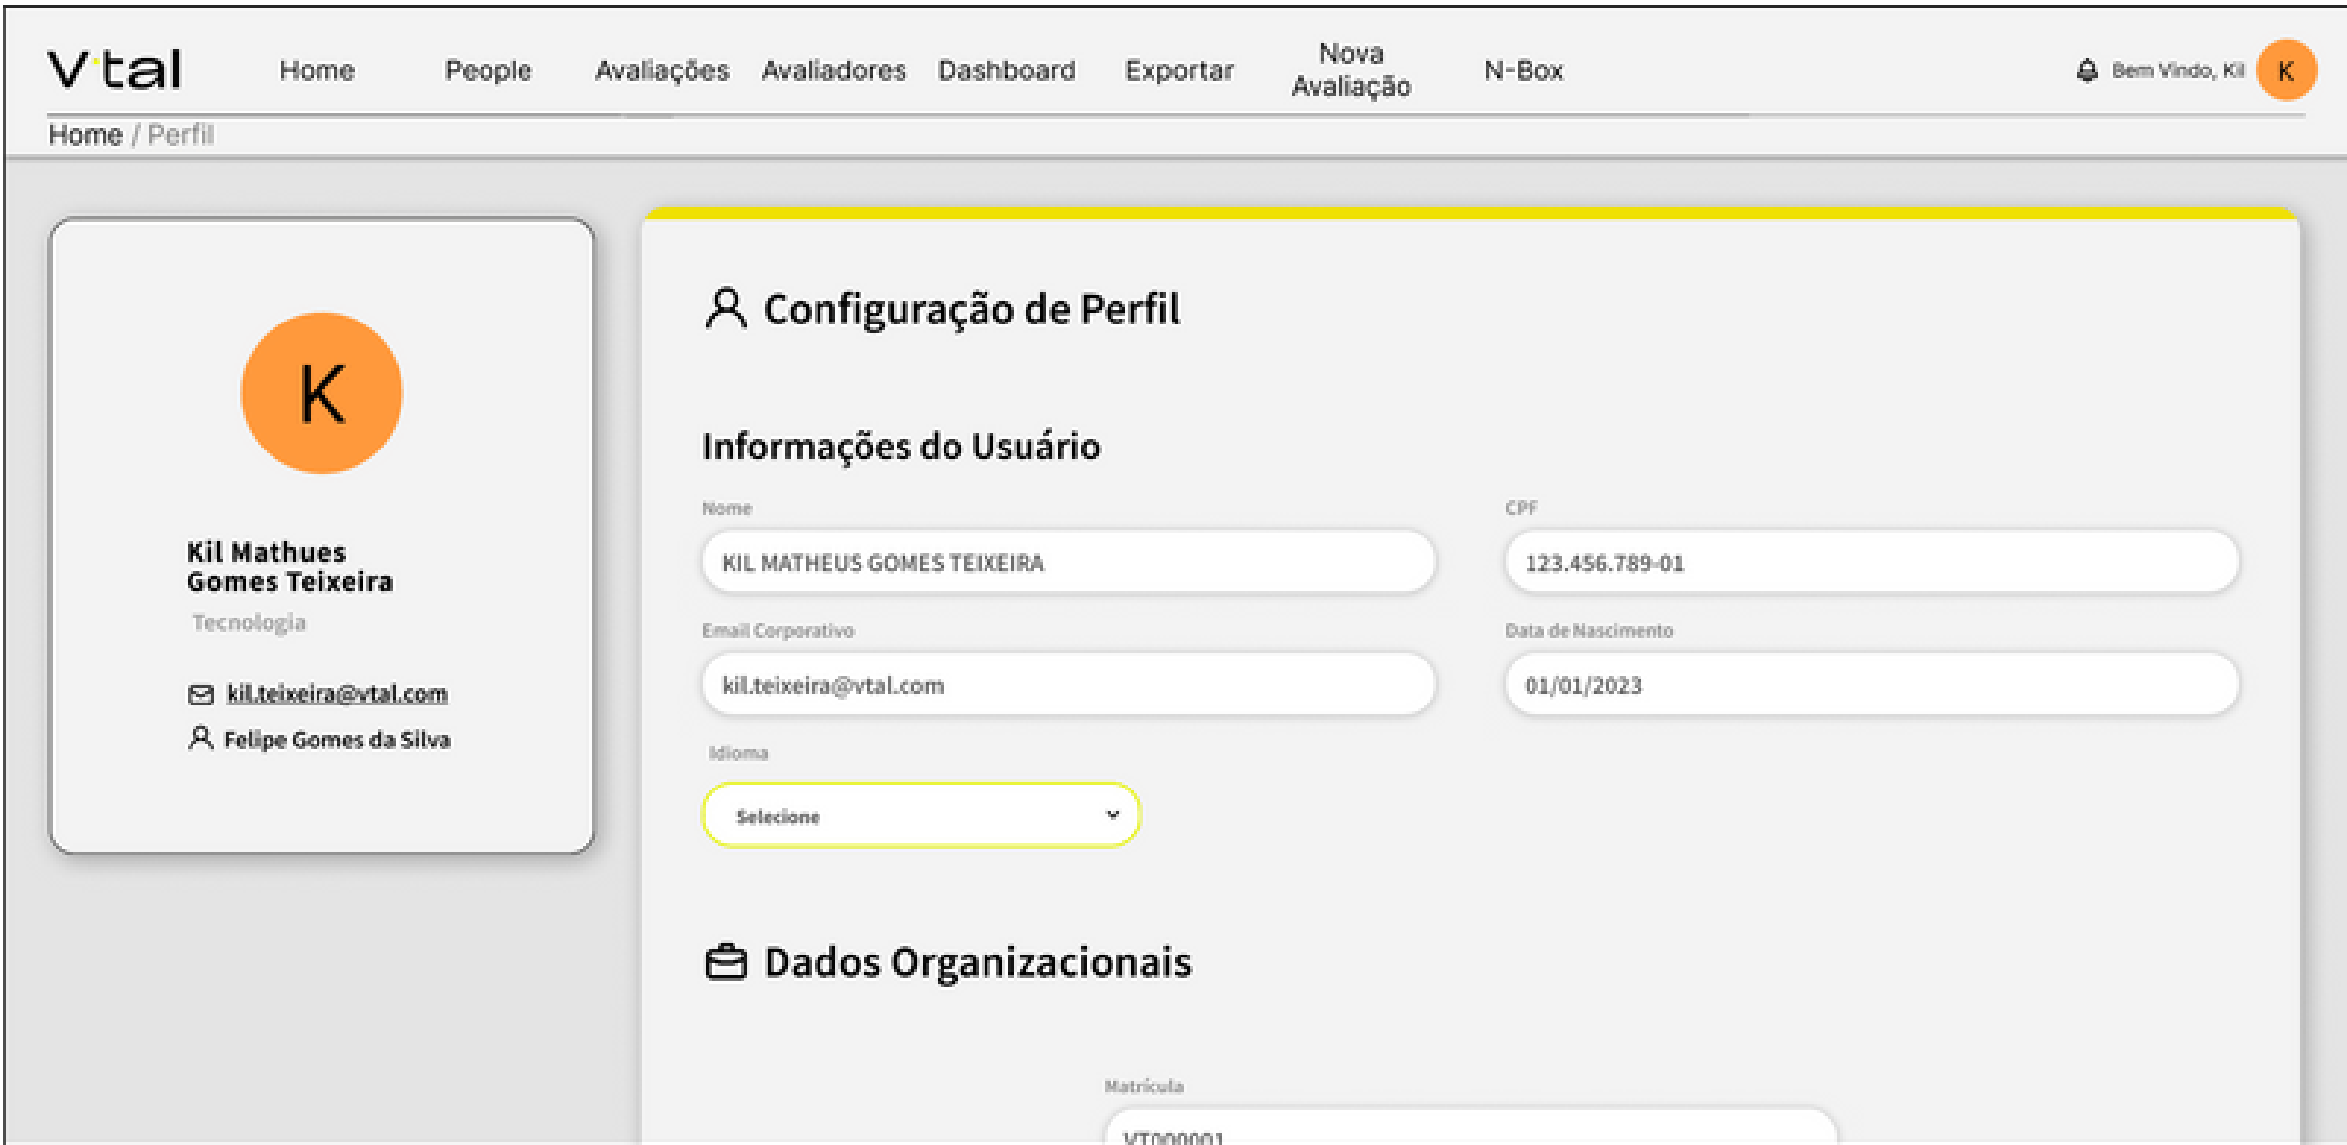 V·tal
Home
People
Avaliações
Avaliadores
Dashboard
Exportar
Nova
Avaliação
N-Box
Bem Vindo, Kil
K
Home / Perfil
K
Kil Mathues
Gomes Teixeira
Tecnologia
kil.teixeira@vtal.com
Felipe Gomes da Silva
Configuração de Perfil
Informações do Usuário
Nome
CPF
KIL MATHEUS GOMES TEIXEIRA
123.456.789-01
Email Corporativo
Data de Nascimento
kil.teixeira@vtal.com
01/01/2023
Idioma
Selecione
Dados Organizacionais
Matrícula
VT000001